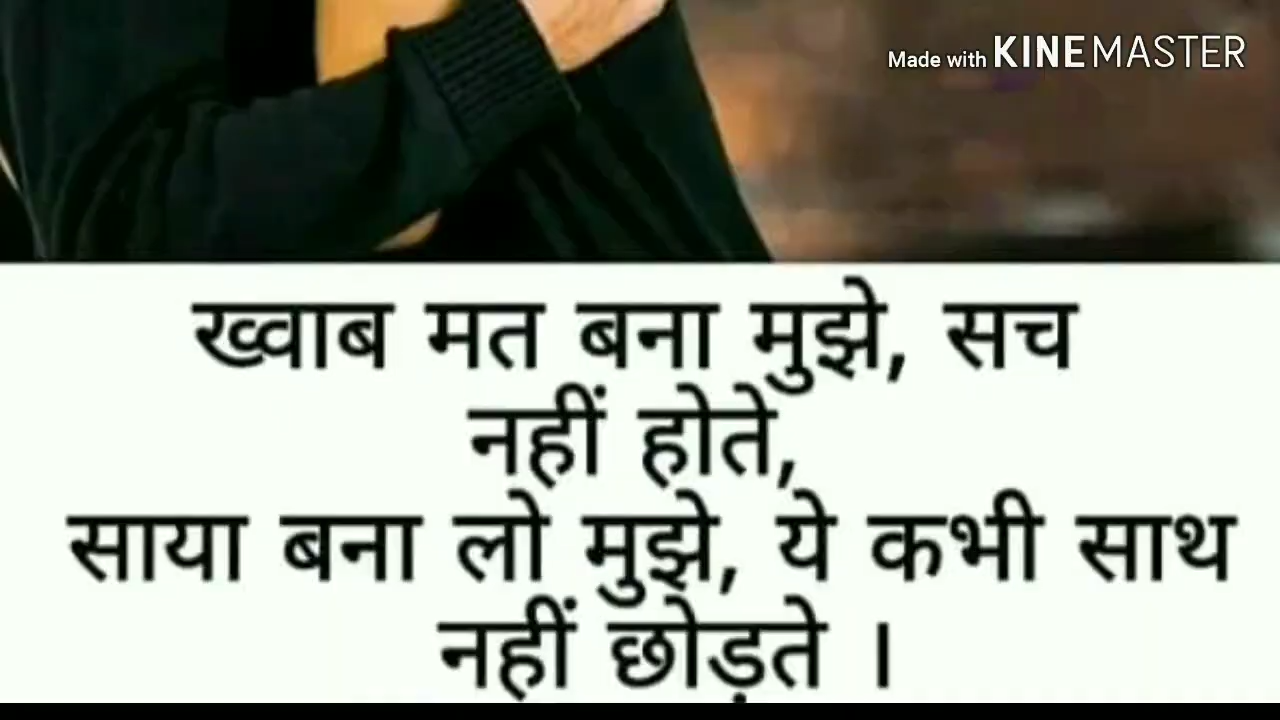 Made with KINEMASTER
ख्वाब मत बना मुझे, सच
नहीं होते,
साया बना लो मुझे, ये कभी साथ
नहीं छोड़ते ।